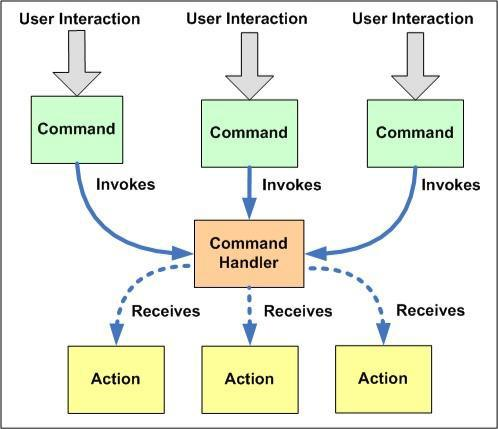 User Interaction
User Interaction
User Interaction
Command
Command
Command
Invokes
Invokes
Invokes
Command
Handler
Receives
Receives
Receives
Action
Action
Action